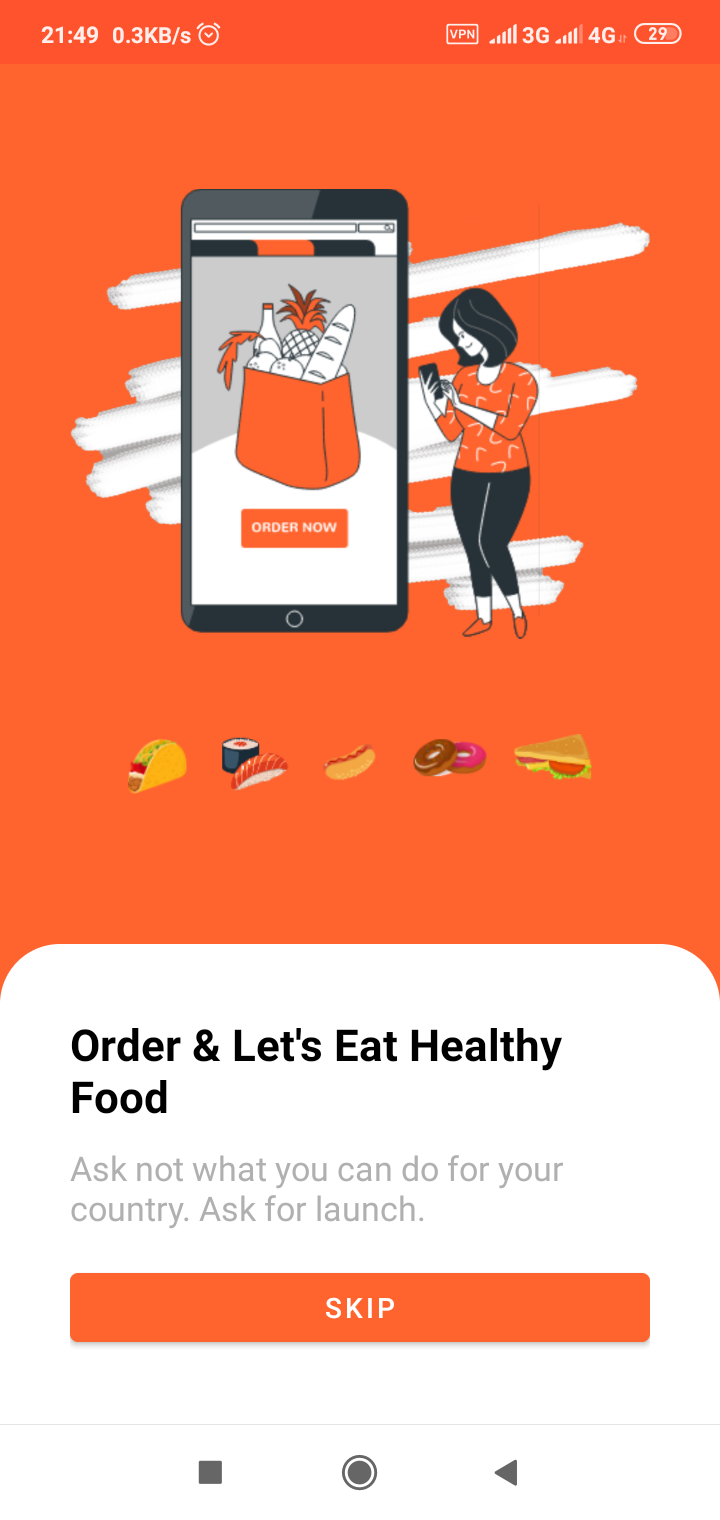 21:49 0.3KB/s VPN 3G 4G 29
ORDER NOW
Order & Let's Eat Healthy
Food
Ask not what you can do for your
country. Ask for launch.
SKIP